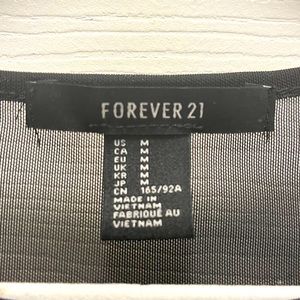 FOREVER 21
US M
CA M
EU M
UK M
KR M
JP M
CN 165/92A
MADE IN
VIETNAM
FABRIQUÉ AU
VIETNAM